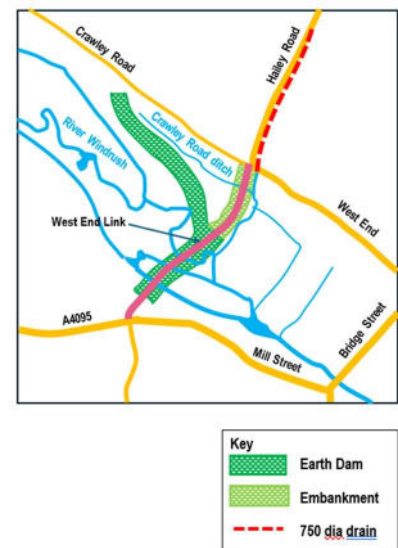 Crawley Road
Hailey Road
River Windrush
Crawley Road ditch
West End Link
West End
A4095
Mill Street
Bridge Street
Key
Earth Dam
Embankment
750 dia drain